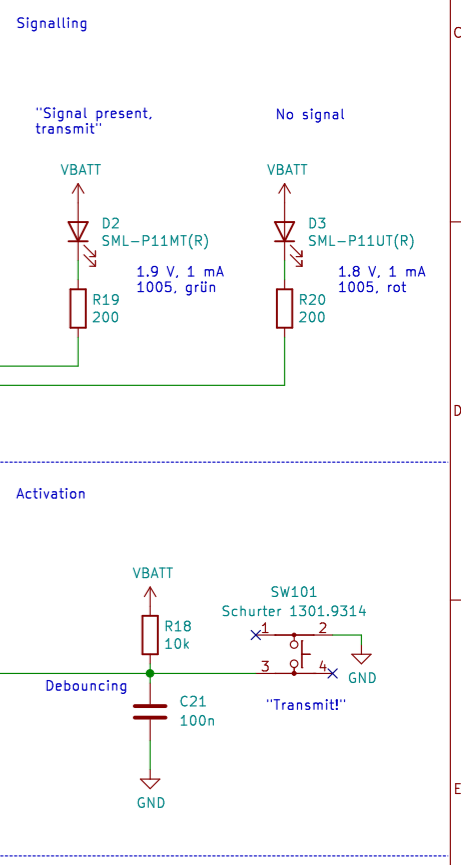 Signalling
C
"Signal present,
transmit"
No signal
VBATT
VBATT
D2
SML-P11MT(R)
D3
SML-P11UT(R)
1.9 V, 1 mA
1005, grün
1.8 V, 1 mA
1005, rot
R19
200
R20
200
D
Activation
VBATT
SW101
Schurter 1301.9314
R18
10k
1
2
3
4
GND
Debouncing
"Transmit!"
C21
100n
GND
E